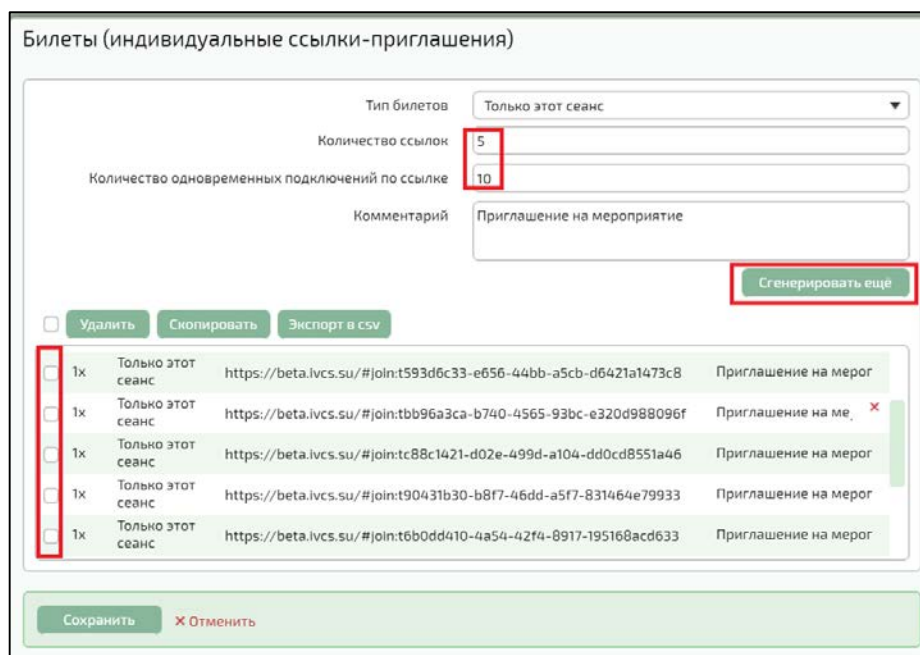 Билеты (индивидуальные ссылки-приглашения)
Тип билетов Только этот сеанс
Количество ссылок 5
Количество одновременных подключений по ссылке 10
Комментарий Приглашение на мероприятие
Сгенерировать ещё
Удалить Скопировать Экспорт в csv
1x Только этот сеанс https://beta.ivcs.su/#join:t593d6c33-e656-44bb-a5cb-d6421a1473c8 Приглашение на мерог
1x Только этот сеанс https://beta.ivcs.su/#join:tbb96a3ca-b740-4565-93bc-e320d988096f Приглашение на ме
1x Только этот сеанс https://beta.ivcs.su/#join:tc88c1421-d02e-499d-a104-dd0cd8551a46 Приглашение на мерог
1x Только этот сеанс https://beta.ivcs.su/#join:t90431b30-b8f7-46dd-a5f7-831464e79933 Приглашение на мерог
1x Только этот сеанс https://beta.ivcs.su/#join:t6b0dd410-4a54-42f4-8917-195168acd633 Приглашение на мерог
Сохранить × Отменить